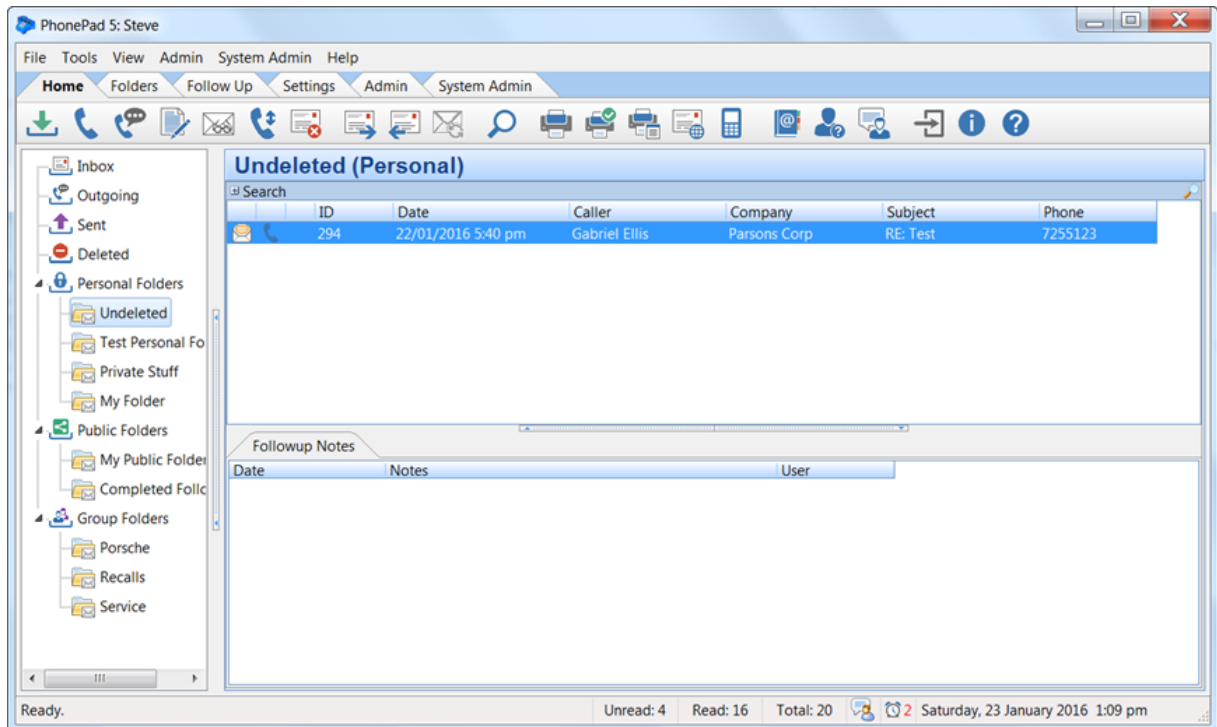 PhonePad 5: Steve
File Tools View Admin System Admin Help
Home Folders Follow Up Settings Admin System Admin
Inbox
Outgoing
Sent
Deleted
Personal Folders
Undeleted
Test Personal Fo
Private Stuff
My Folder
Public Folders
My Public Folder
Completed Follo
Group Folders
Porsche
Recalls
Service
Undeleted (Personal)
Search
ID Date Caller Company Subject Phone
294 22/01/2016 5:40 pm Gabriel Ellis Parsons Corp RE: Test 7255123
Followup Notes
Date Notes User
Ready. Unread: 4 Read: 16 Total: 20 2 Saturday, 23 January 2016 1:09 pm